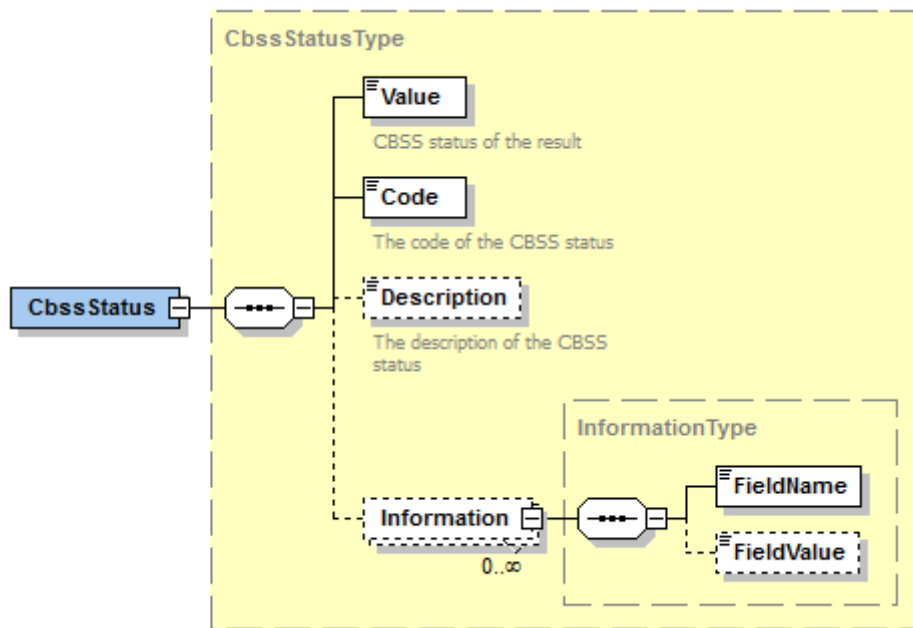 CbssStatusType
Value
CBSS status of the result
Code
The code of the CBSS status
CbssStatus
Description
The description of the CBSS
status
InformationType
FieldName
Information
FieldValue
0..∞